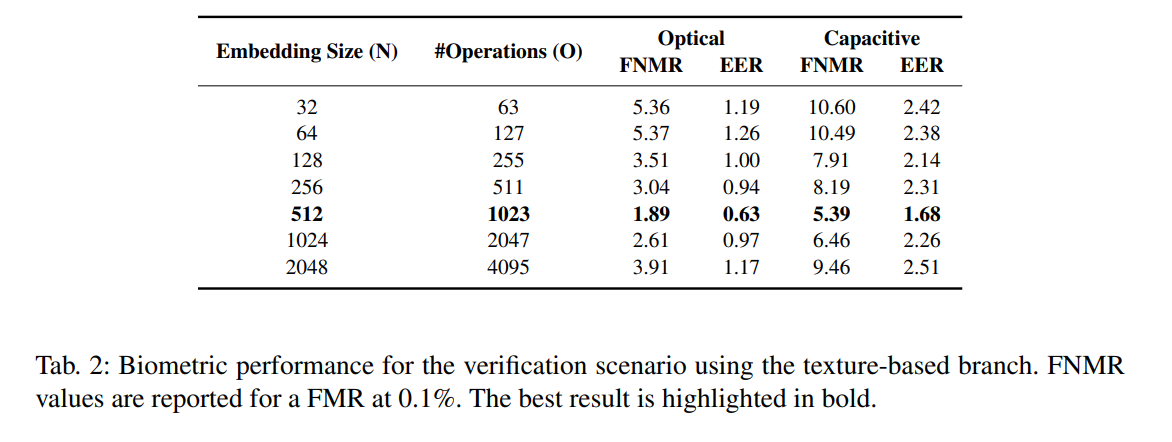 Embedding Size (N) #Operations (O) Optical Capacitive
FNMR EER FNMR EER
32 63 5.36 1.19 10.60 2.42
64 127 5.37 1.26 10.49 2.38
128 255 3.51 1.00 7.91 2.14
256 511 3.04 0.94 8.19 2.31
512 1023 1.89 0.63 5.39 1.68
1024 2047 2.61 0.97 6.46 2.26
2048 4095 3.91 1.17 9.46 2.51
Tab. 2: Biometric performance for the verification scenario using the texture-based branch. FNMR
values are reported for a FMR at 0.1%. The best result is highlighted in bold.